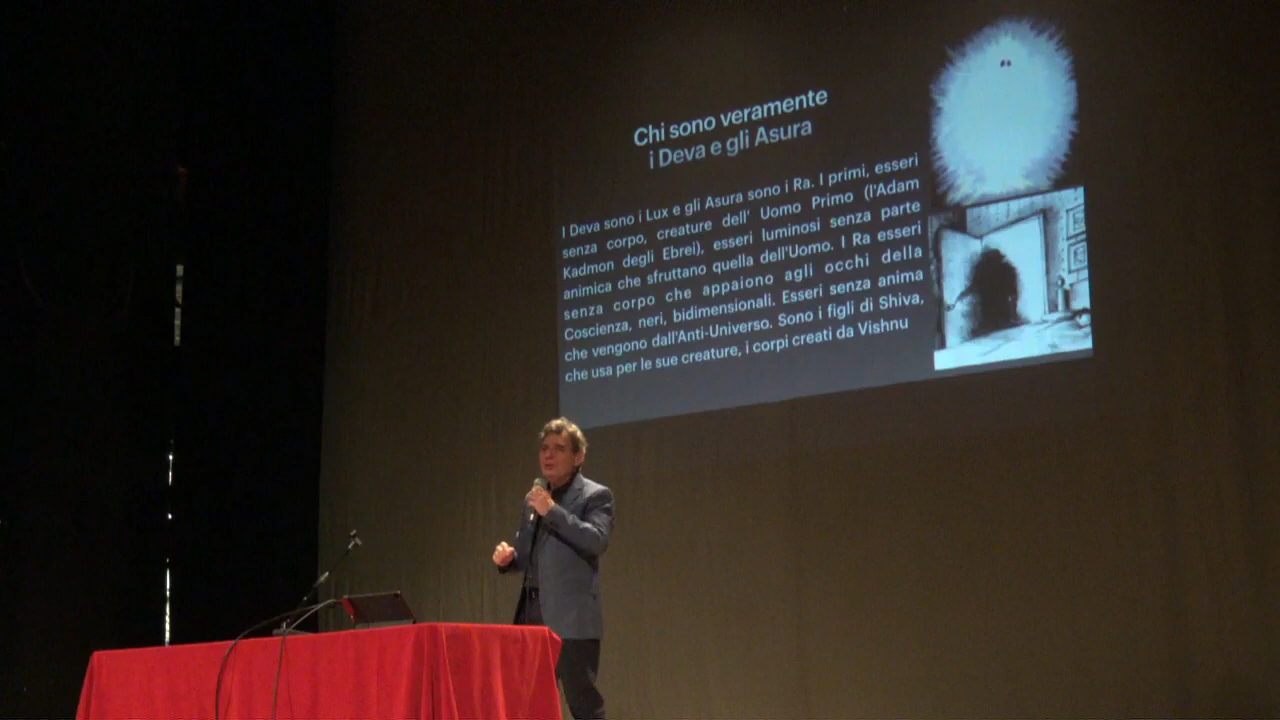 Chi sono veramente
i Deva e gli Asura
I Deva sono i Lux e gli Asura sono i Ra. I primi, esseri
senza corpo, creature dell' Uomo Primo (l'Adam
Kadmon degli Ebrei), esseri luminosi senza parte
animica che sfruttano quella dell'Uomo. I Ra esseri
senza corpo che appaiono agli occhi della
Coscienza, neri, bidimensionali. Esseri senza anima
che vengono dall'Anti-Universo. Sono i figli di Shiva,
che usa per le sue creature, i corpi creati da Vishnu